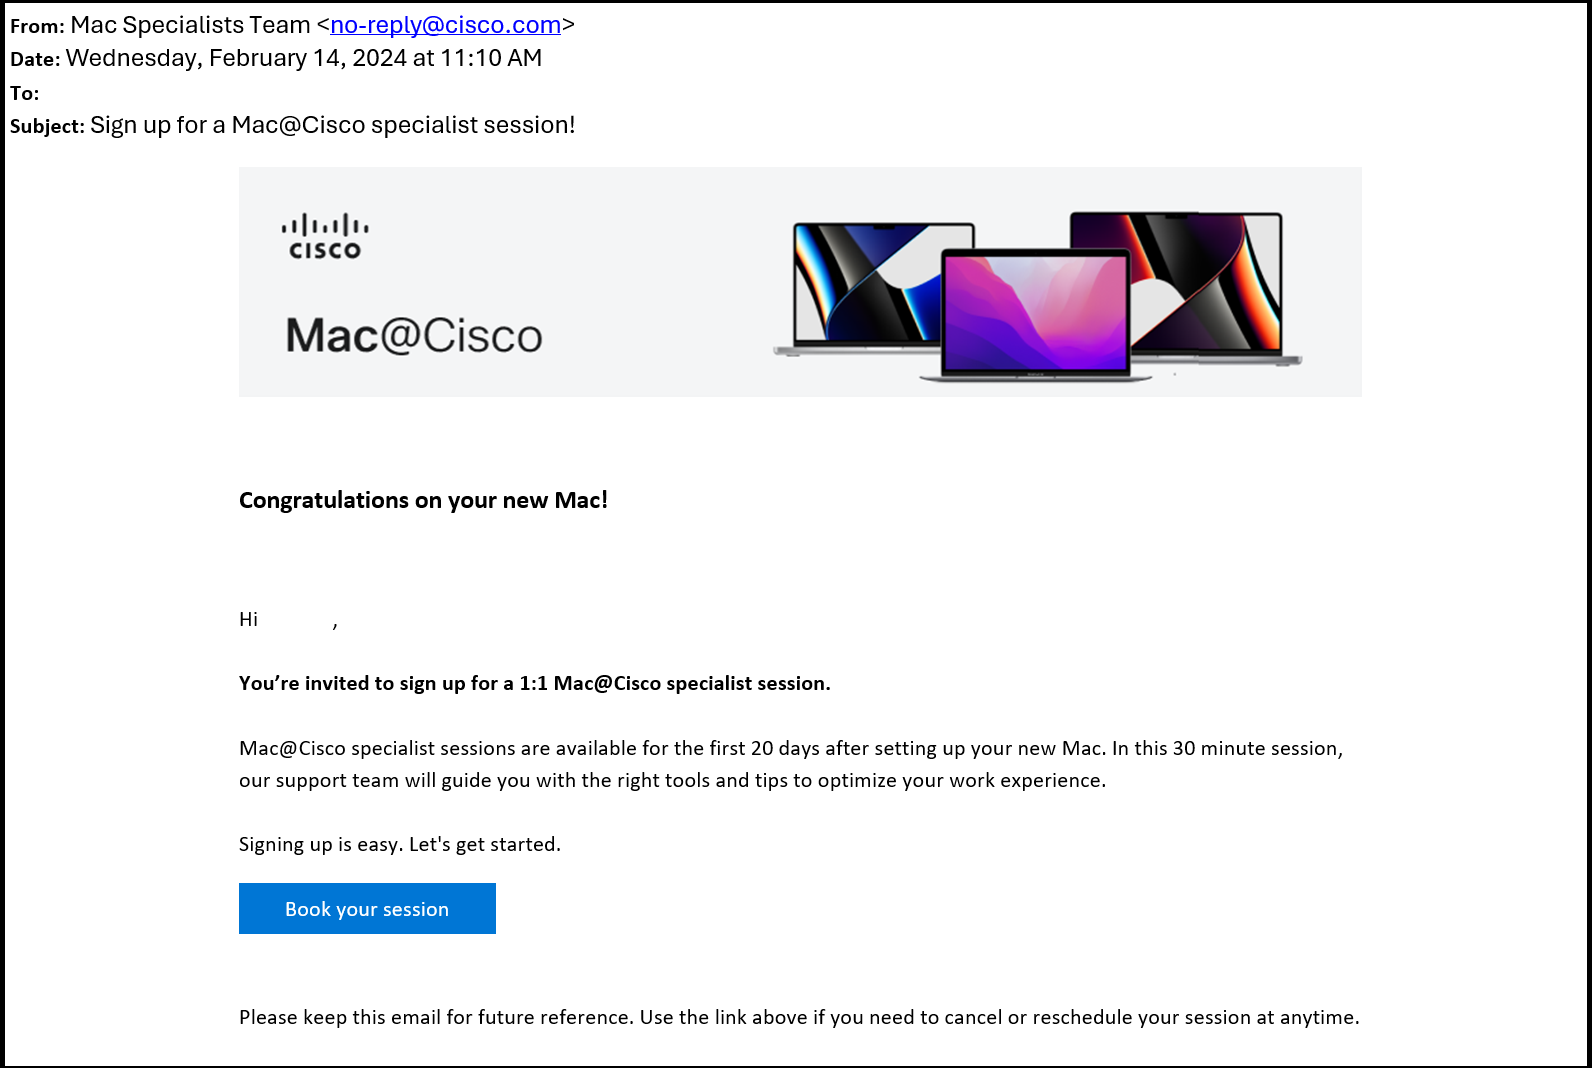 From: Mac Specialists Team <no-reply@cisco.com>
Date: Wednesday, February 14, 2024 at 11:10 AM
To:
Subject: Sign up for a Mac@Cisco specialist session!
CISCO
Mac@Cisco
Congratulations on your new Mac!
Hi ,
You’re invited to sign up for a 1:1 Mac@Cisco specialist session.
Mac@Cisco specialist sessions are available for the first 20 days after setting up your new Mac. In this 30 minute session,
our support team will guide you with the right tools and tips to optimize your work experience.
Signing up is easy. Let's get started.
Book your session
Please keep this email for future reference. Use the link above if you need to cancel or reschedule your session at anytime.